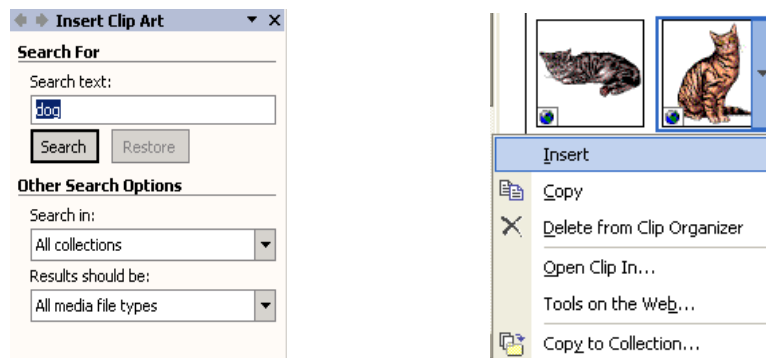 Insert Clip Art
Search For
Search text:
dog
Search Restore
Other Search Options
Search in:
All collections
Results should be:
All media file types
Insert
Copy
Delete from Clip Organizer
Open Clip In...
Tools on the Web...
Copy to Collection...